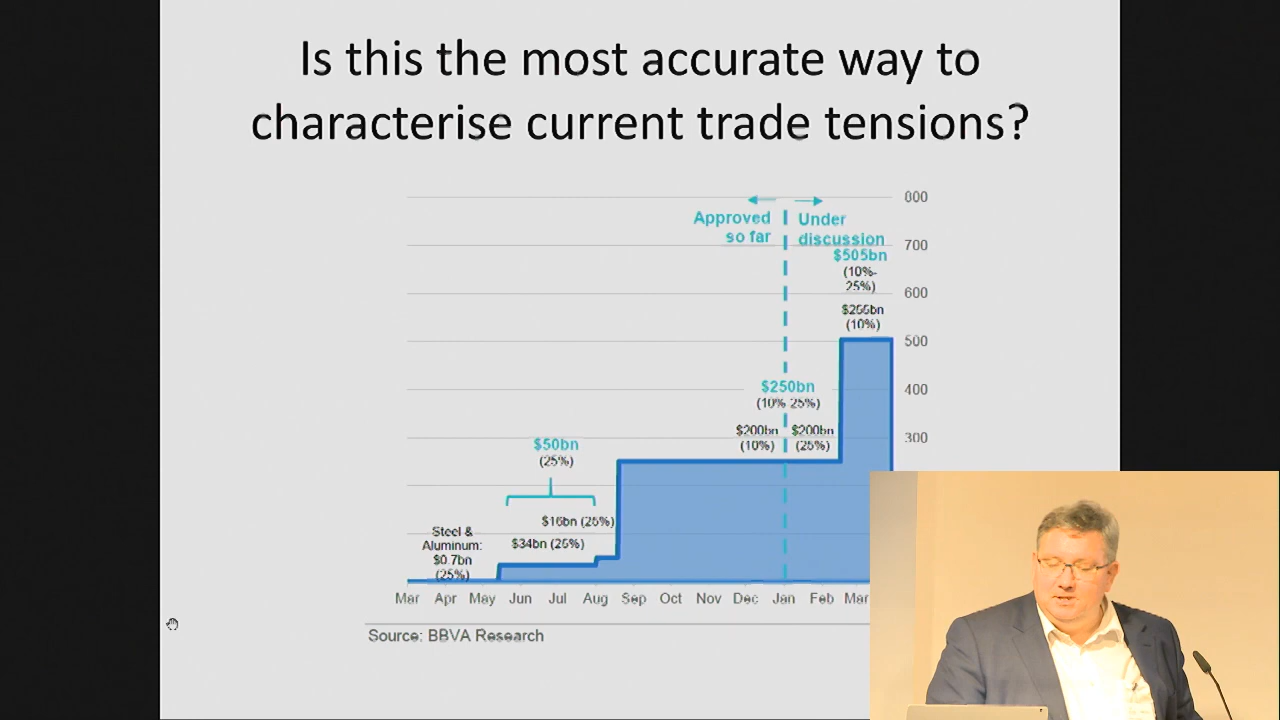 Is this the most accurate way to
characterise current trade tensions?
800
Approved
so far
Under
discussion
700
$505bn
(10%-
25%)
600
$255bn
(10%)
500
$250bn
(10% 25%)
400
$200bn
(10%)
$200bn
(25%)
300
$50bn
(25%)
$16bn (25%)
$34bn (25%)
Steel &
Aluminum:
$0.7bn
(25%)
Mar Apr May Jun Jul Aug Sep Oct Nov Dec Jan Feb Mar
Source: BBVA Research